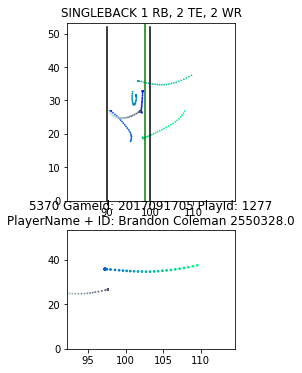 SINGLEBACK 1 RB, 2 TE, 2 WR
50
40
30
20
10
0
90 100 110
5370 GameId: 2017091705 PlayId: 1277
PlayerName + ID: Brandon Coleman 2550328.0
40
20
0
95 100 105 110